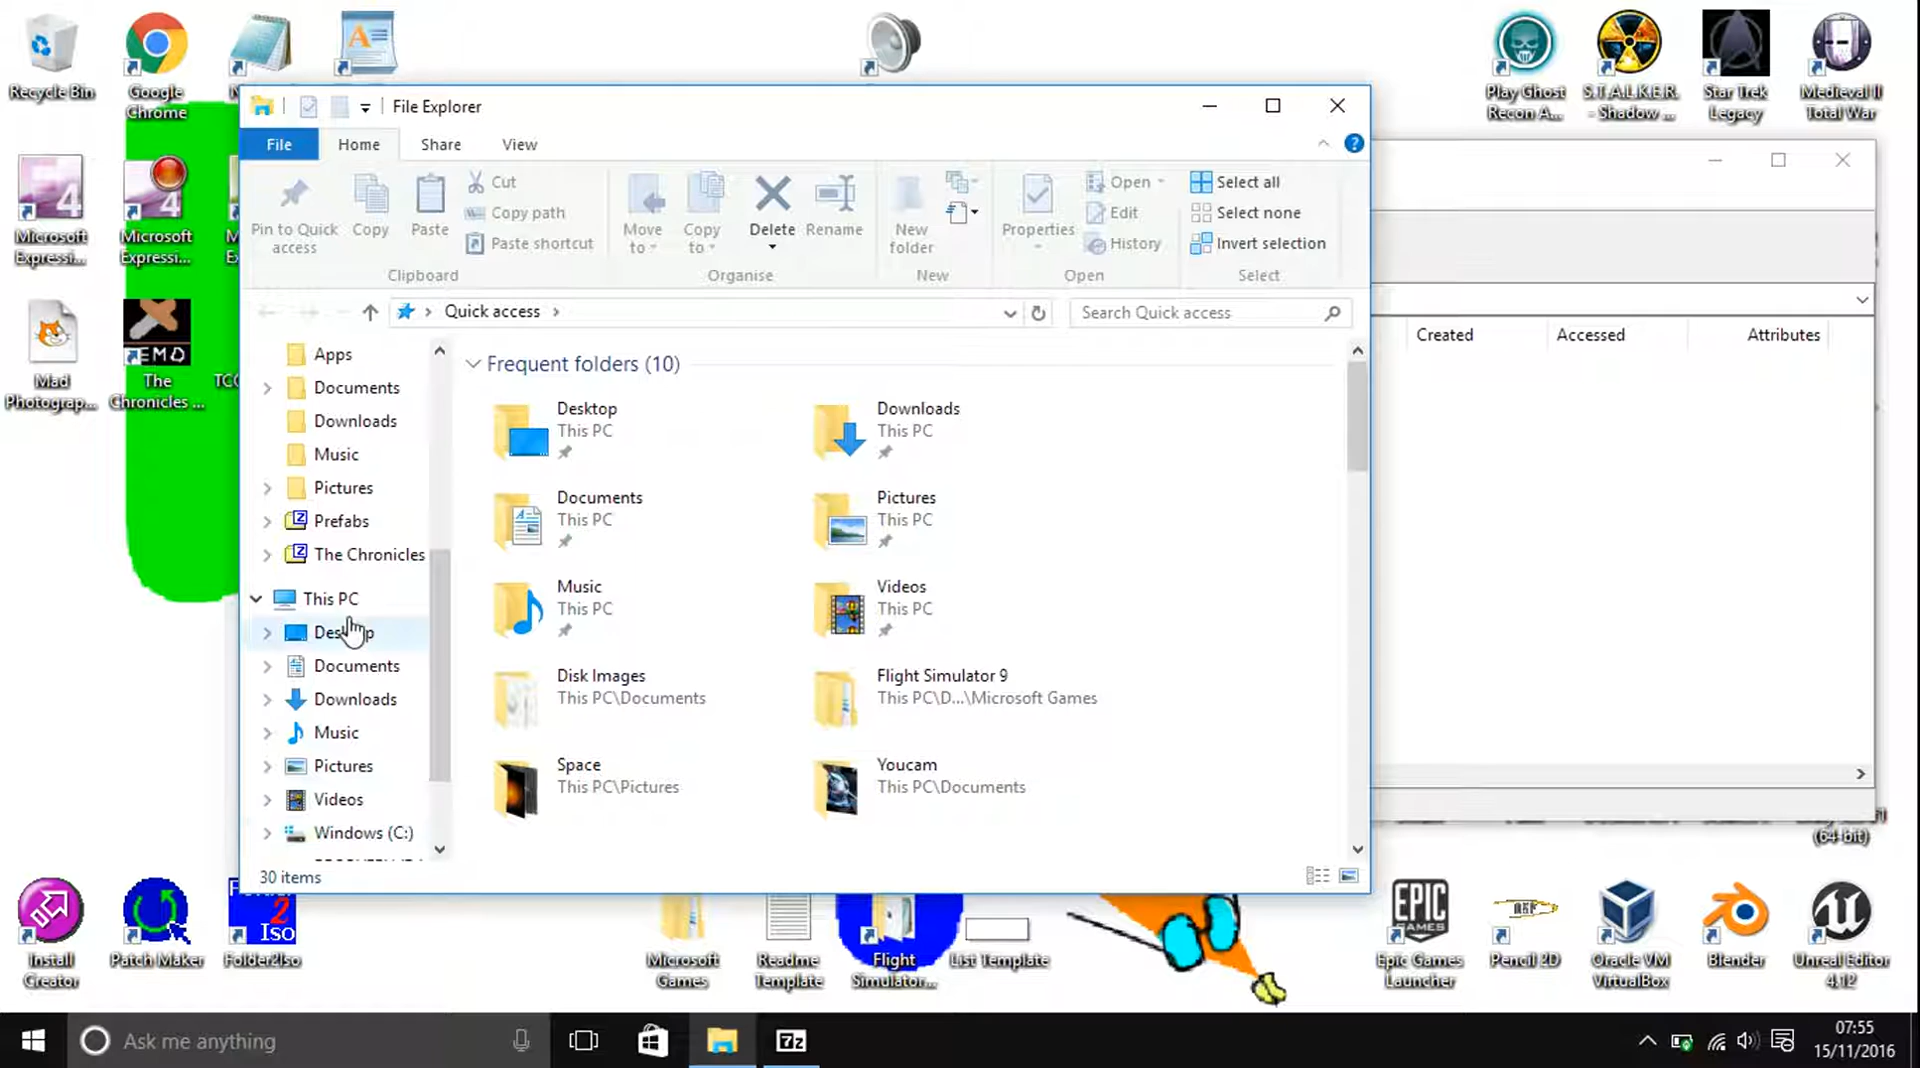 Recycle Bin
Google
Chrome
Play Ghost
Recon A...
S.T.A.L.K.E.R.
- Shadow ...
Star Trek
Legacy
Medieval II
Total War
File Explorer
File
Home
Share
View
Microsoft
Expressi...
Microsoft
Expressi...
Pin to Quick
access
Copy
Paste
Cut
Copy path
Paste shortcut
Clipboard
Move
to
Copy
to
Delete
Rename
Organise
New
folder
New
Properties
Open
Edit
History
Open
Select all
Select none
Invert selection
Select
Quick access
Search Quick access
Created
Accessed
Attributes
Mad
Photograp...
EMO
The
Chronicles ...
Apps
Documents
Downloads
Music
Pictures
Prefabs
The Chronicles
This PC
Documents
Downloads
Music
Pictures
Videos
Windows (C:)
Frequent folders (10)
Desktop
This PC
Downloads
This PC
Documents
This PC
Pictures
This PC
Music
This PC
Videos
This PC
Disk Images
This PC\Documents
Flight Simulator 9
This PC\D...\Microsoft Games
Space
This PC\Pictures
Youcam
This PC\Documents
30 items
(64-bit)
Install
Creator
Patch Maker
2
Iso
Folder2Iso
Microsoft
Games
Readme
Template
Flight
Simulator...
List Template
EPIC
GAMES
Epic Games
Launcher
Pencil 2D
Oracle VM
VirtualBox
Blender
Unreal Editor
4.12
Ask me anything
7z
07:55
15/11/2016